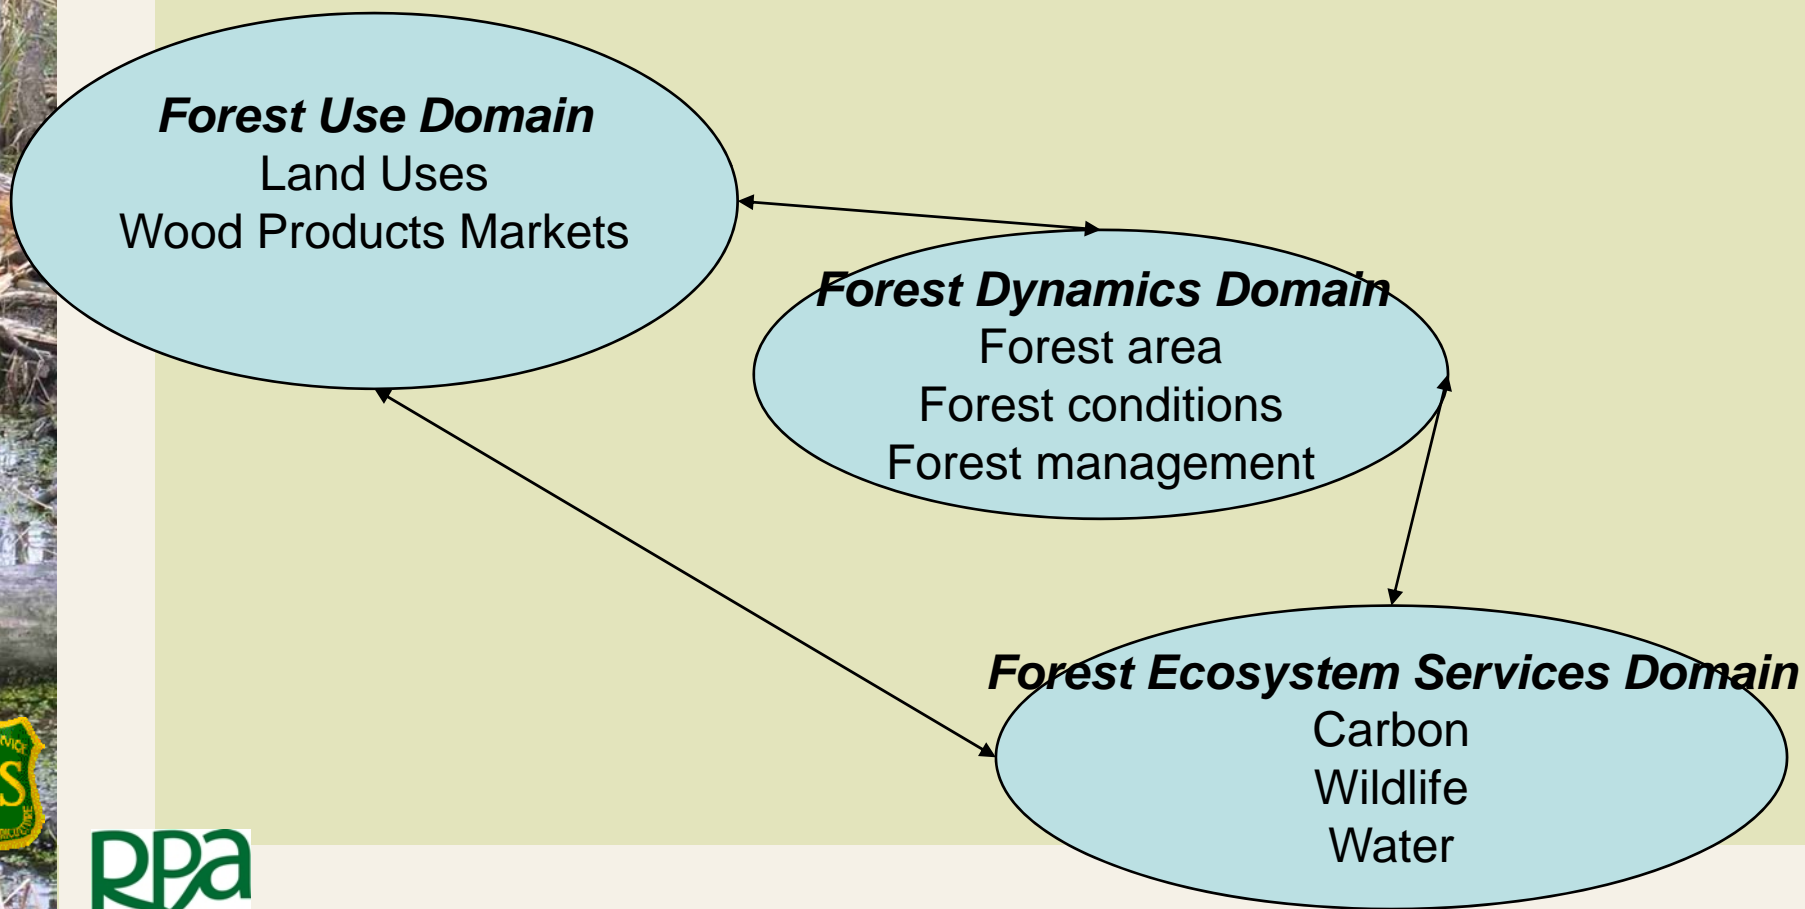 Forest Use Domain
Land Uses
Wood Products Markets
Forest Dynamics Domain
Forest area
Forest conditions
Forest management
Forest Ecosystem Services Domain
Carbon
Wildlife
Water
S
RPA